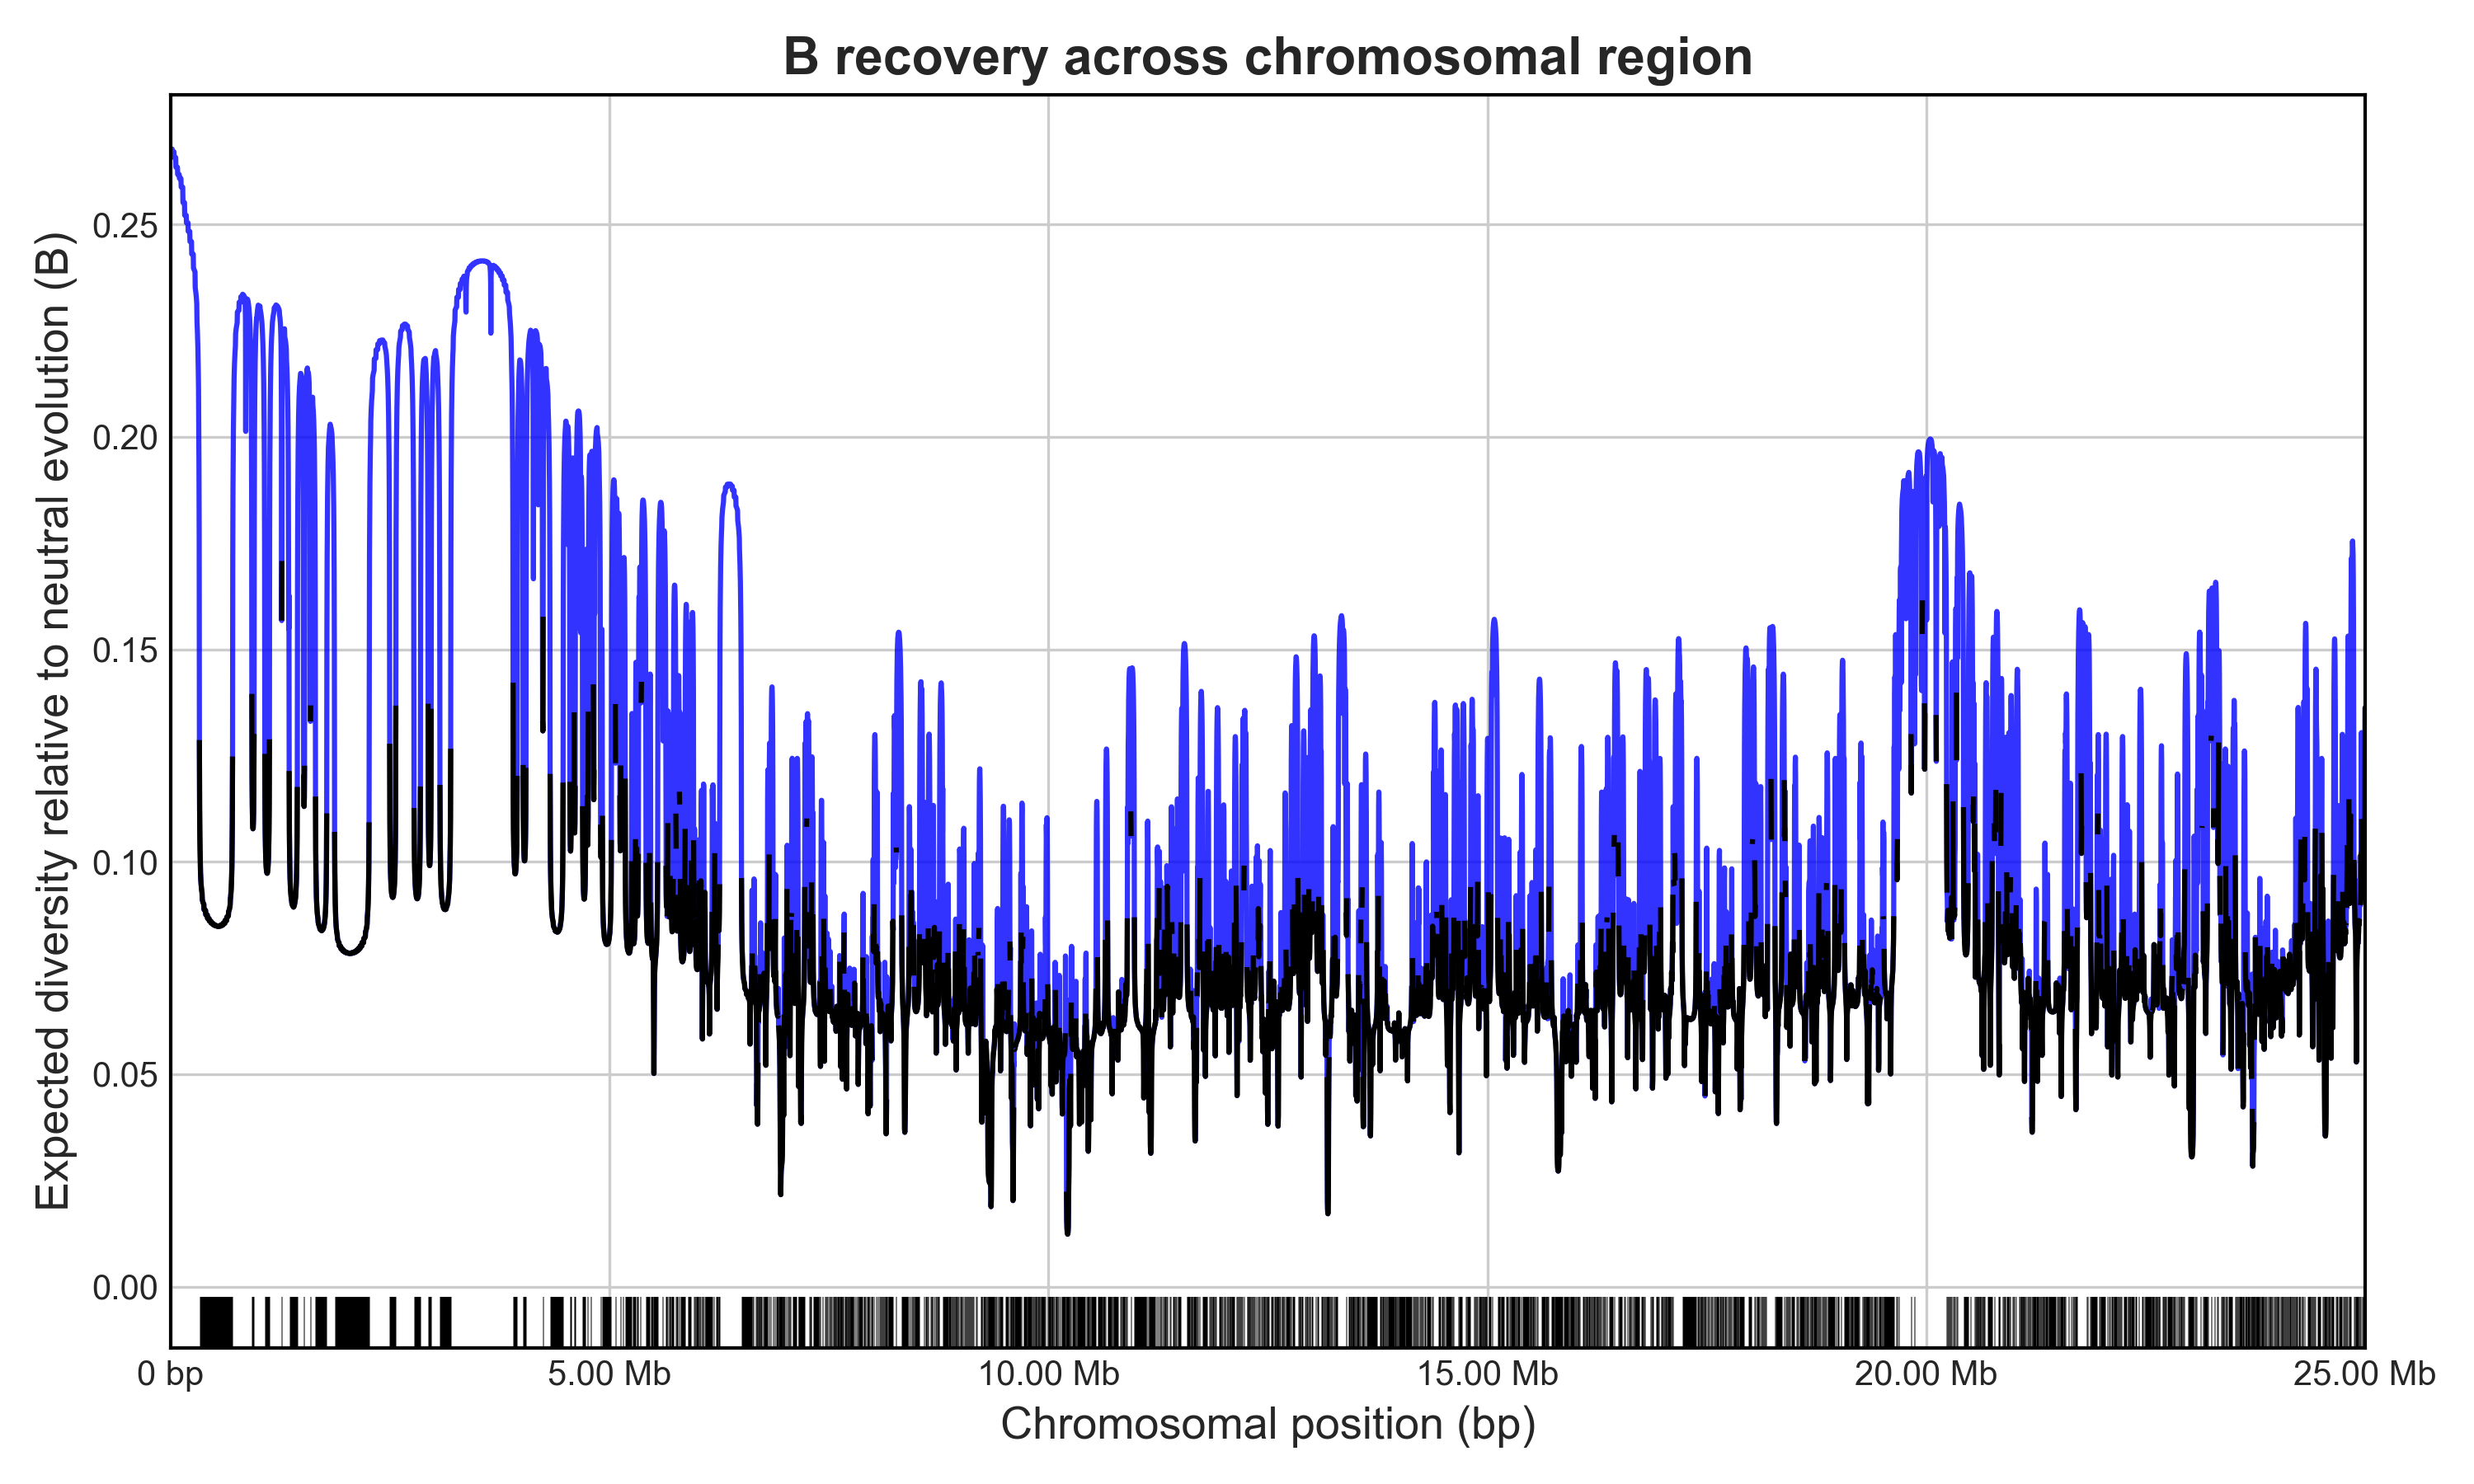 B recovery across chromosomal region
Expected diversity relative to neutral evolution (B)
0.25
0.20
0.15
0.10
0.05
0.00
0 bp 5.00 Mb 10.00 Mb 15.00 Mb 20.00 Mb 25.00 Mb
Chromosomal position (bp)